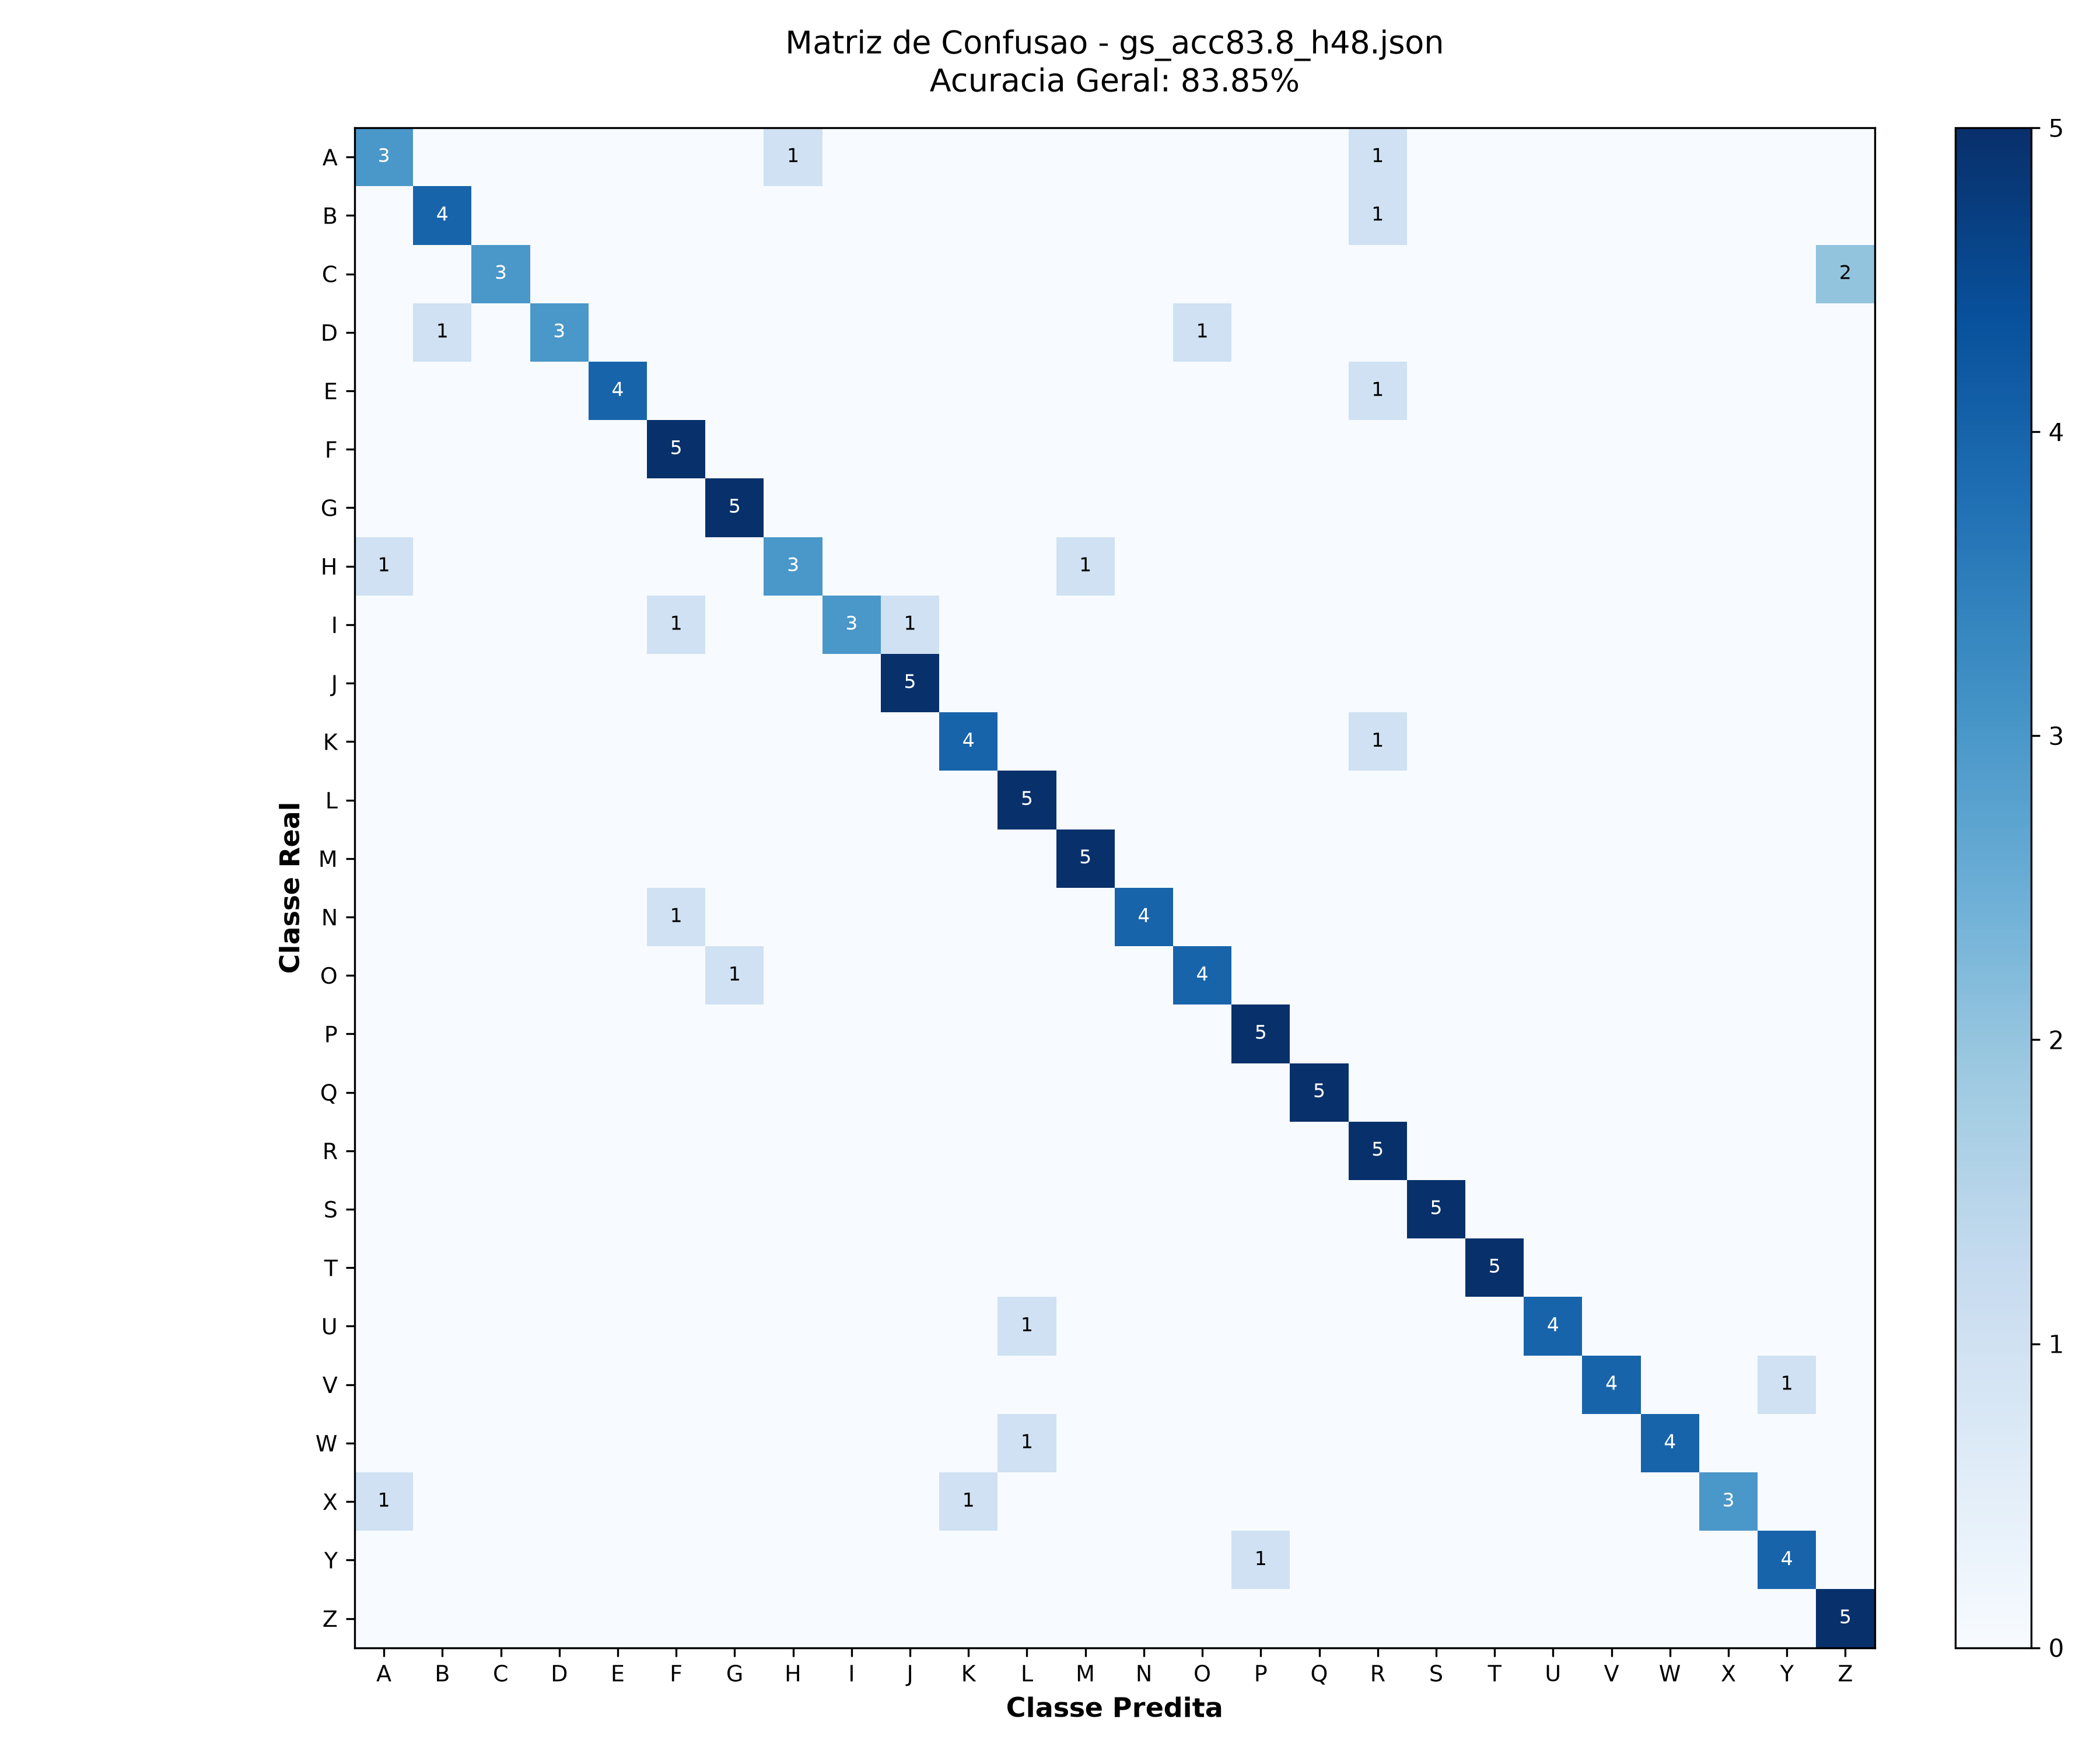 Matriz de Confusao - gs_acc83.8_h48.json
Acuracia Geral: 83.85%
A 3 1 1
B 4 1
C 3 2
D 1 3 1
E 4 1
F 5
G 5
H 1 3 1
I 1 3 1
J 5
K 4 1
L 5
M 5
N 1 4
O 1 4
P 5
Q 5
R 5
S 5
T 5
U 1 4
V 4 1
W 1 4
X 1 1 3
Y 1 4
Z 5
A B C D E F G H I J K L M N O P Q R S T U V W X Y Z
Classe Predita
Classe Real
5
4
3
2
1
0